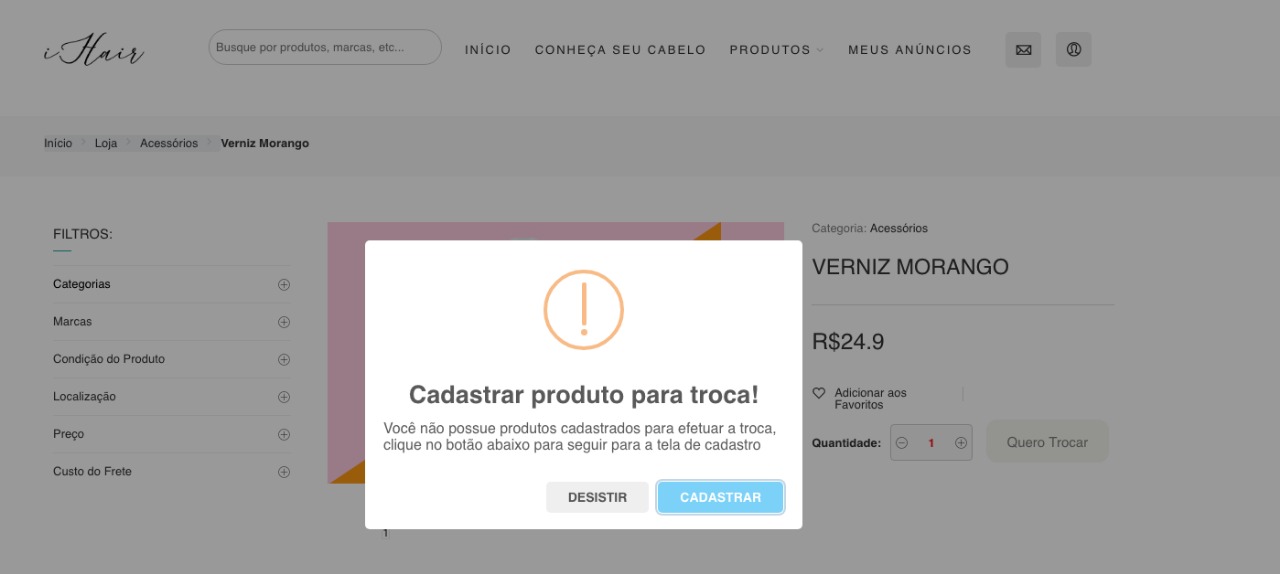 iHair
Busque por produtos, marcas, etc...
INÍCIO
CONHEÇA SEU CABELO
PRODUTOS
MEUS ANÚNCIOS
Início
Loja
Acessórios
Verniz Morango
FILTROS:
Categorias
Marcas
Condição do Produto
Localização
Preço
Custo do Frete
Cadastrar produto para troca!
Você não possue produtos cadastrados para efetuar a troca,
clique no botão abaixo para seguir para a tela de cadastro
DESISTIR
CADASTRAR
1
Categoria: Acessórios
VERNIZ MORANGO
R$24.9
Adicionar aos
Favoritos
Quantidade:
1
Quero Trocar